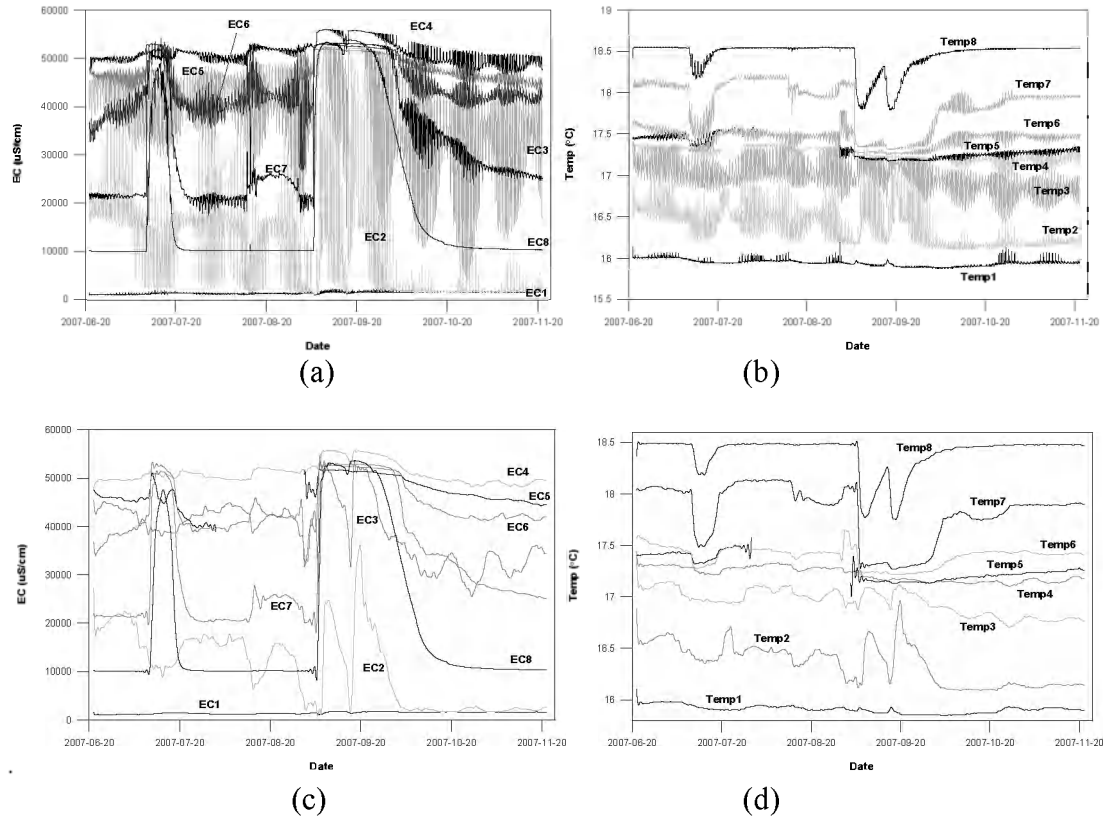 60000
50000
40000
30000
20000
10000
0
EC (uS/cm)
EC6
EC4
EC5
EC3
EC7
EC2
EC8
EC1
2007-06-20 2007-07-20 2007-08-20 2007-09-20 2007-10-20 2007-11-20
Date
(a)
19
18.5
18
17.5
17
16.5
16
15.5
Temp (°C)
Temp8
Temp7
Temp6
Temp5
Temp4
Temp3
Temp2
Temp1
2007-06-20 2007-07-20 2007-08-20 2007-09-20 2007-10-20 2007-11-20
Date
(b)
60000
50000
40000
30000
20000
10000
0
EC (uS/cm)
EC4
EC5
EC3
EC6
EC7
EC2
EC8
EC1
2007-06-20 2007-07-20 2007-08-20 2007-09-20 2007-10-20 2007-11-20
Date
(c)
18.5
18
17.5
17
16.5
16
Temp (°C)
Temp8
Temp7
Temp6
Temp5
Temp4
Temp3
Temp2
Temp1
2007-06-20 2007-07-20 2007-08-20 2007-09-20 2007-10-20 2007-11-20
Date
(d)